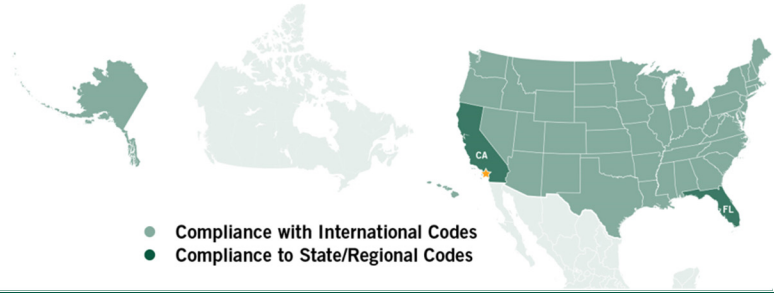 CA
FL
Compliance with International Codes
Compliance to State/Regional Codes